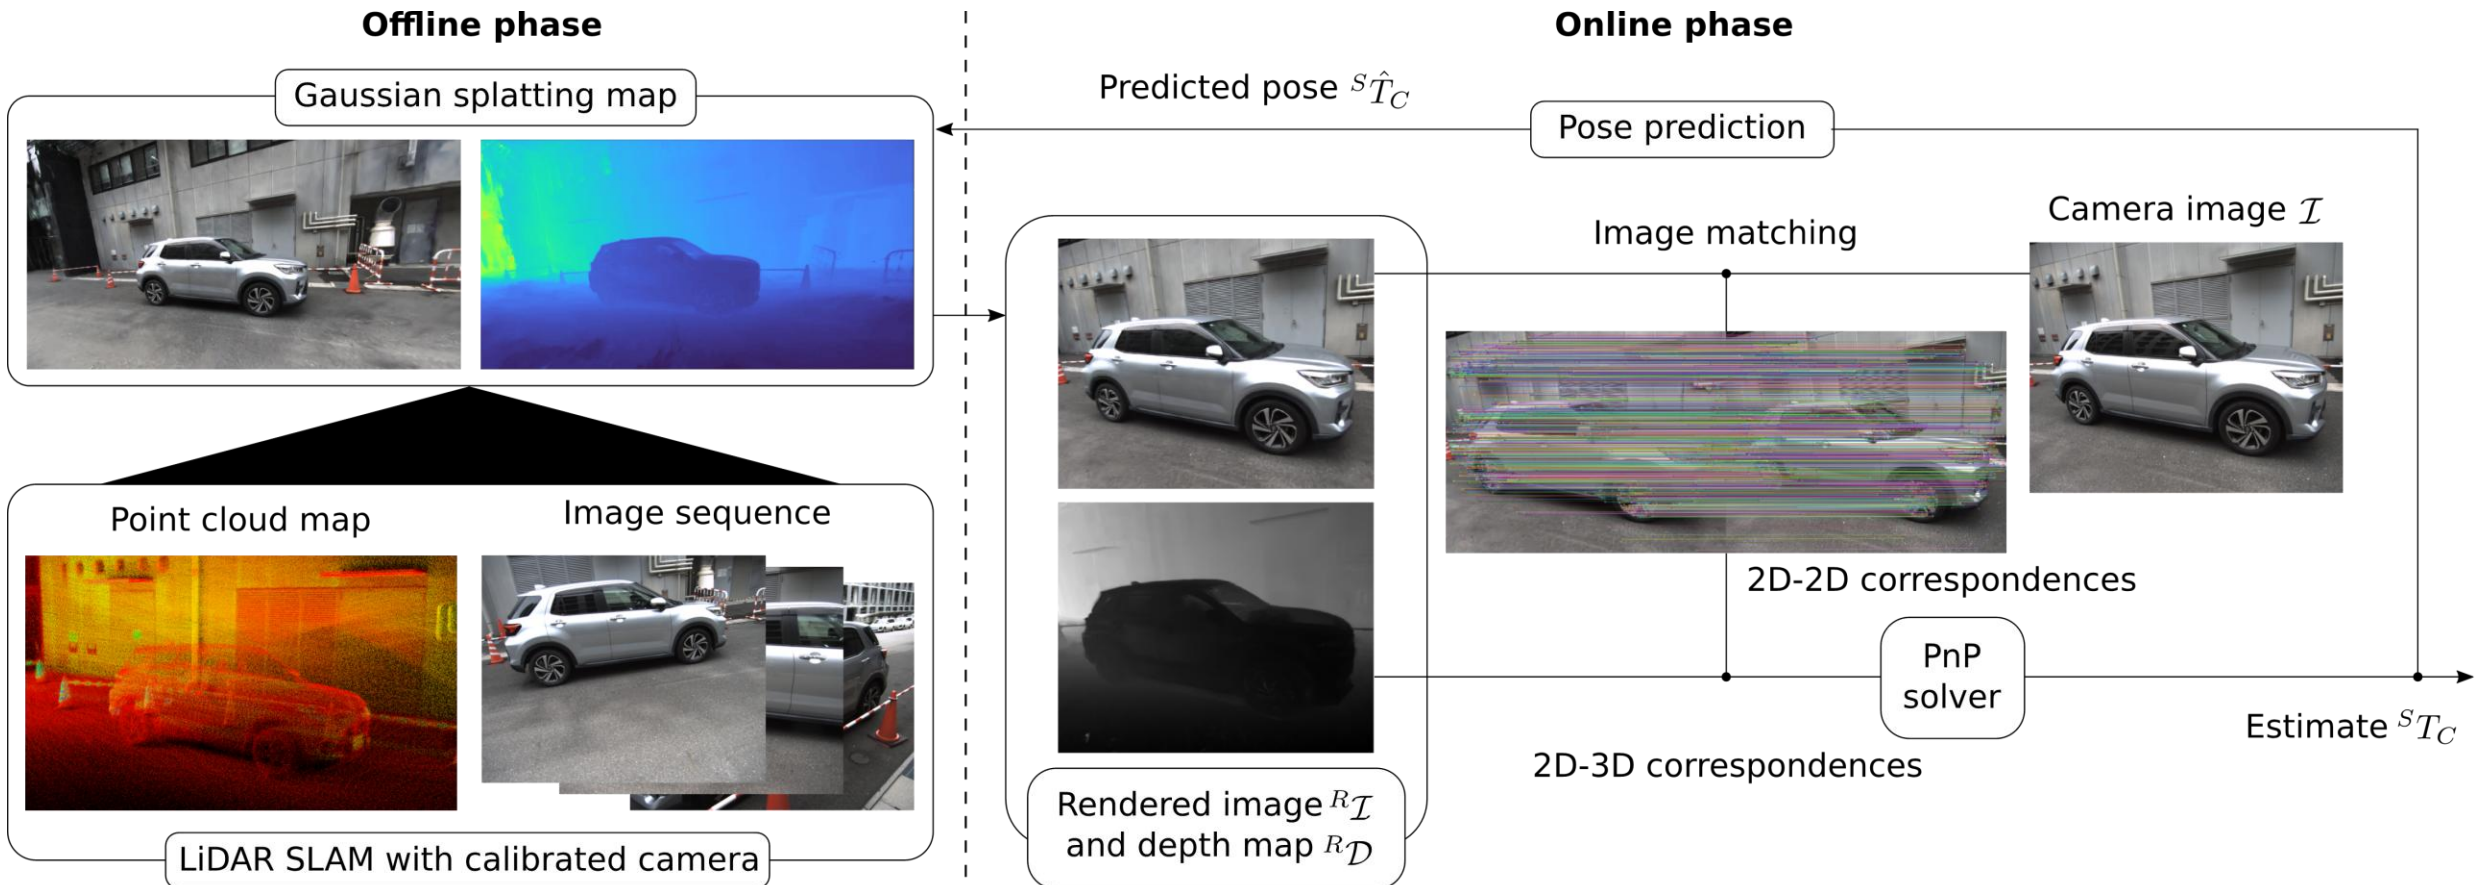 Offline phase
Online phase
Gaussian splatting map
Predicted pose $^{S}\hat{T}_{C}$
Pose prediction
Camera image $\mathcal{I}$
Image matching
Point cloud map
Image sequence
2D-2D correspondences
PnP
solver
Estimate $^{S}T_{C}$
2D-3D correspondences
Rendered image $^{R}\mathcal{I}$
and depth map $^{R}\mathcal{D}$
LiDAR SLAM with calibrated camera